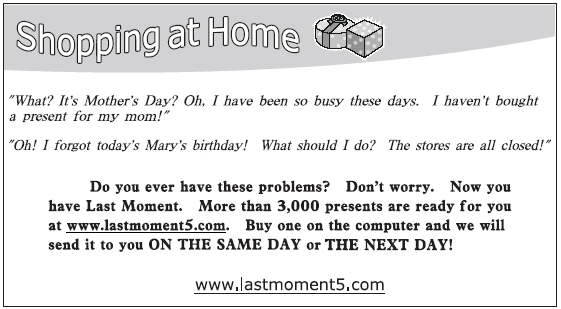 Shopping at Home
"What? It's Mother's Day? Oh, I have been so busy these days. I haven't bought
a present for my mom!"
"Oh! I forgot today's Mary's birthday! What should I do? The stores are all closed!"
Do you ever have these problems? Don't worry. Now you
have Last Moment. More than 3,000 presents are ready for you
at www.lastmoment5.com. Buy one on the computer and we will
send it to you ON THE SAME DAY or THE NEXT DAY!
www.lastmoment5.com